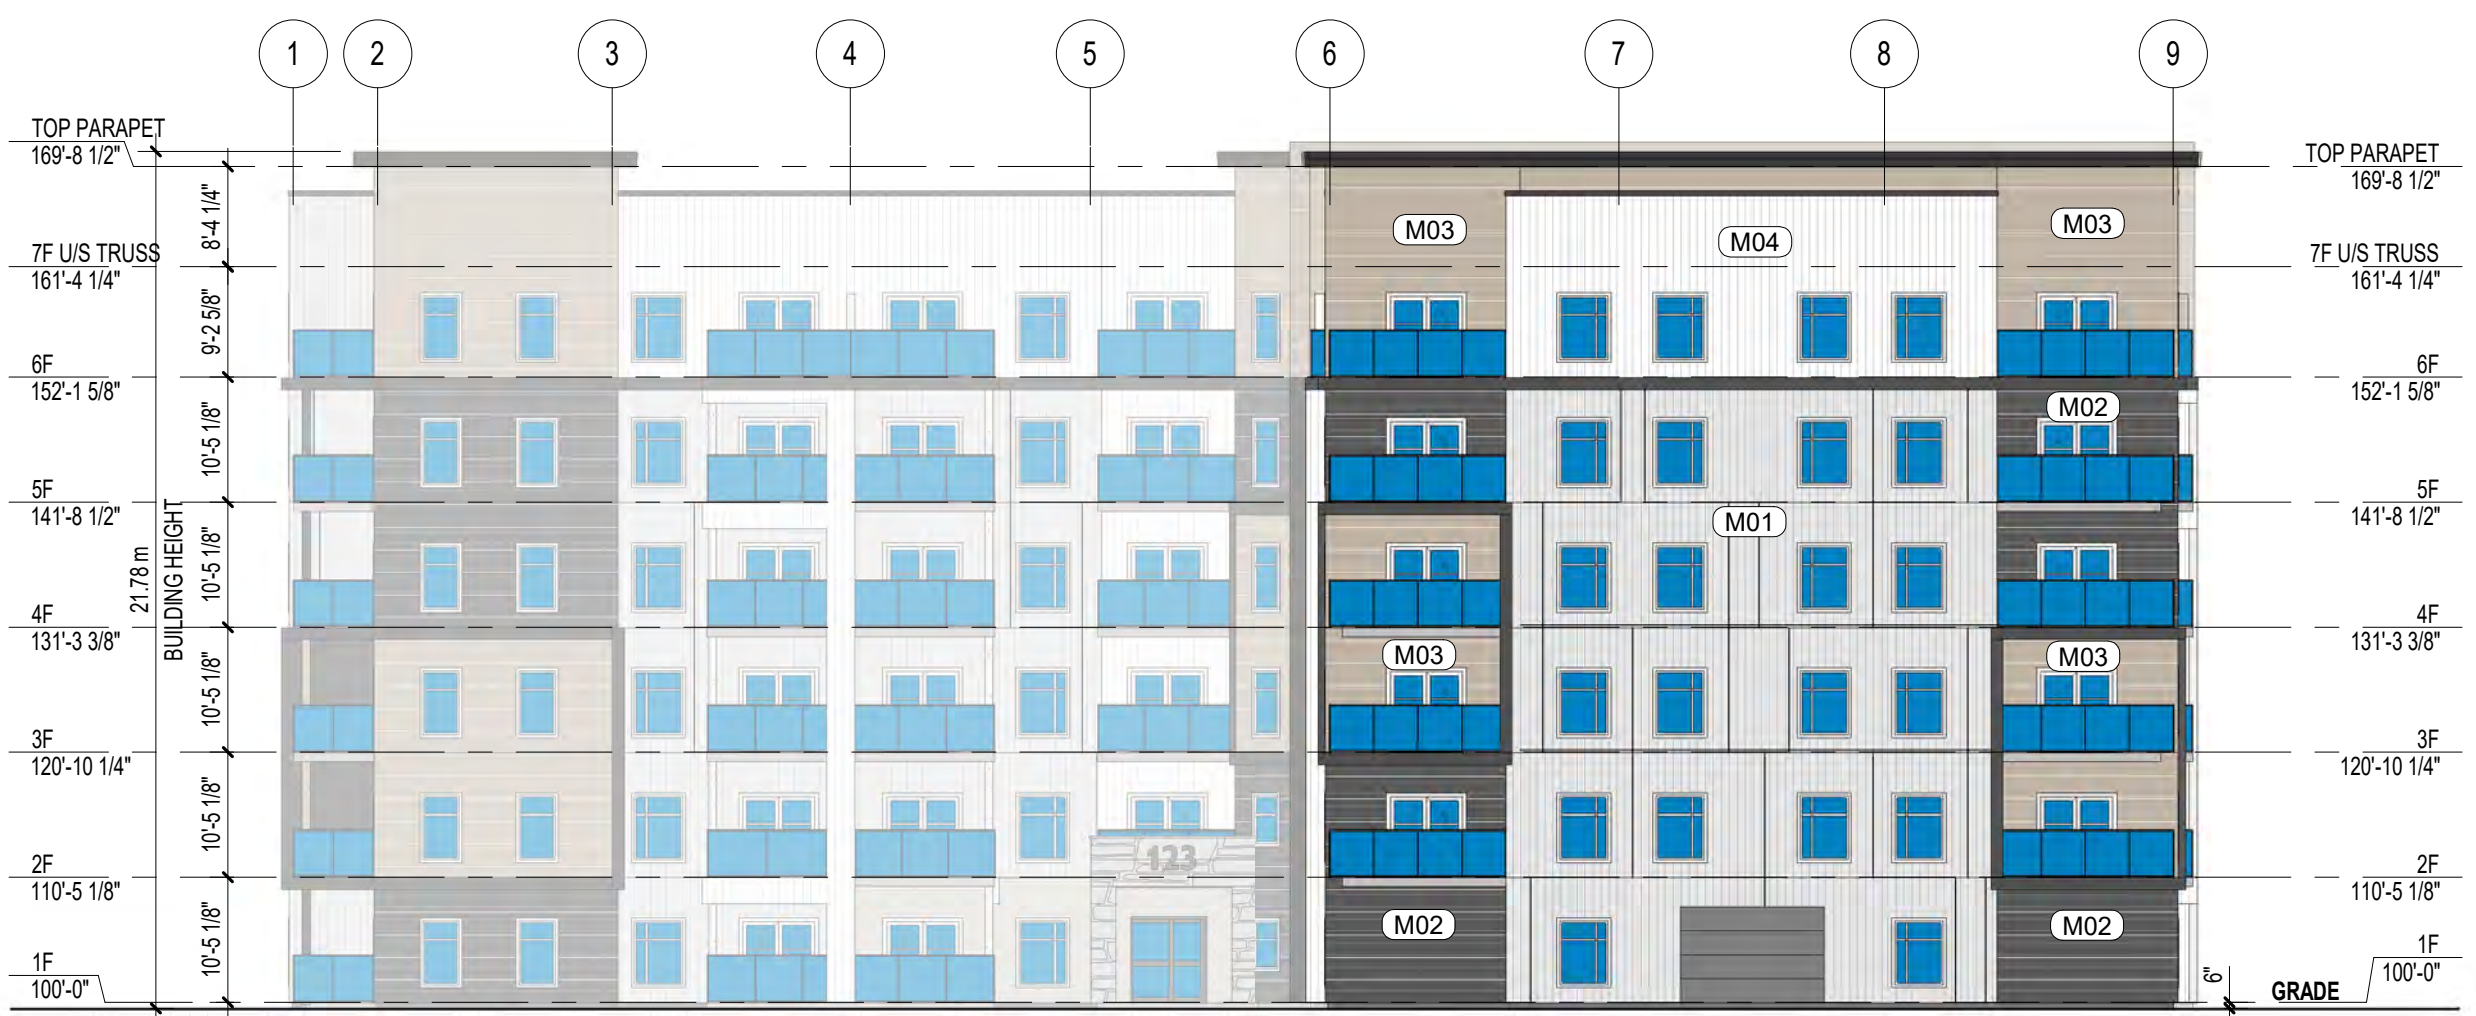 1 2 3 4 5 6 7 8 9
TOP PARAPET
169'-8 1/2"
7F U/S TRUSS
161'-4 1/4"
6F
152'-1 5/8"
5F
141'-8 1/2"
4F
131'-3 3/8"
3F
120'-10 1/4"
2F
110'-5 1/8"
1F
100'-0"
21.78 m
BUILDING HEIGHT
8'-4 1/4"
9'-2 5/8"
10'-5 1/8"
10'-5 1/8"
10'-5 1/8"
10'-5 1/8"
10'-5 1/8"
123
M03
M04
M03
M02
M01
M03
M03
M02
M02
TOP PARAPET
169'-8 1/2"
7F U/S TRUSS
161'-4 1/4"
6F
152'-1 5/8"
5F
141'-8 1/2"
4F
131'-3 3/8"
3F
120'-10 1/4"
2F
110'-5 1/8"
1F
100'-0"
6"
GRADE